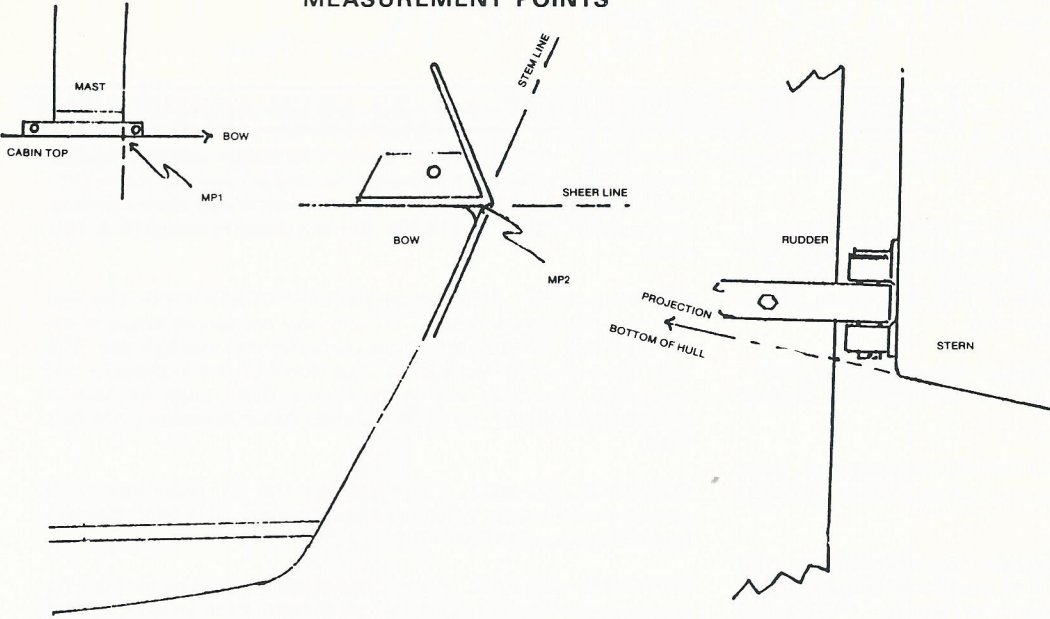 MEASUREMENT POINTS
MAST
BOW
CABIN TOP
MP1
STEM LINE
SHEER LINE
BOW
MP2
RUDDER
PROJECTION
BOTTOM OF HULL
STERN